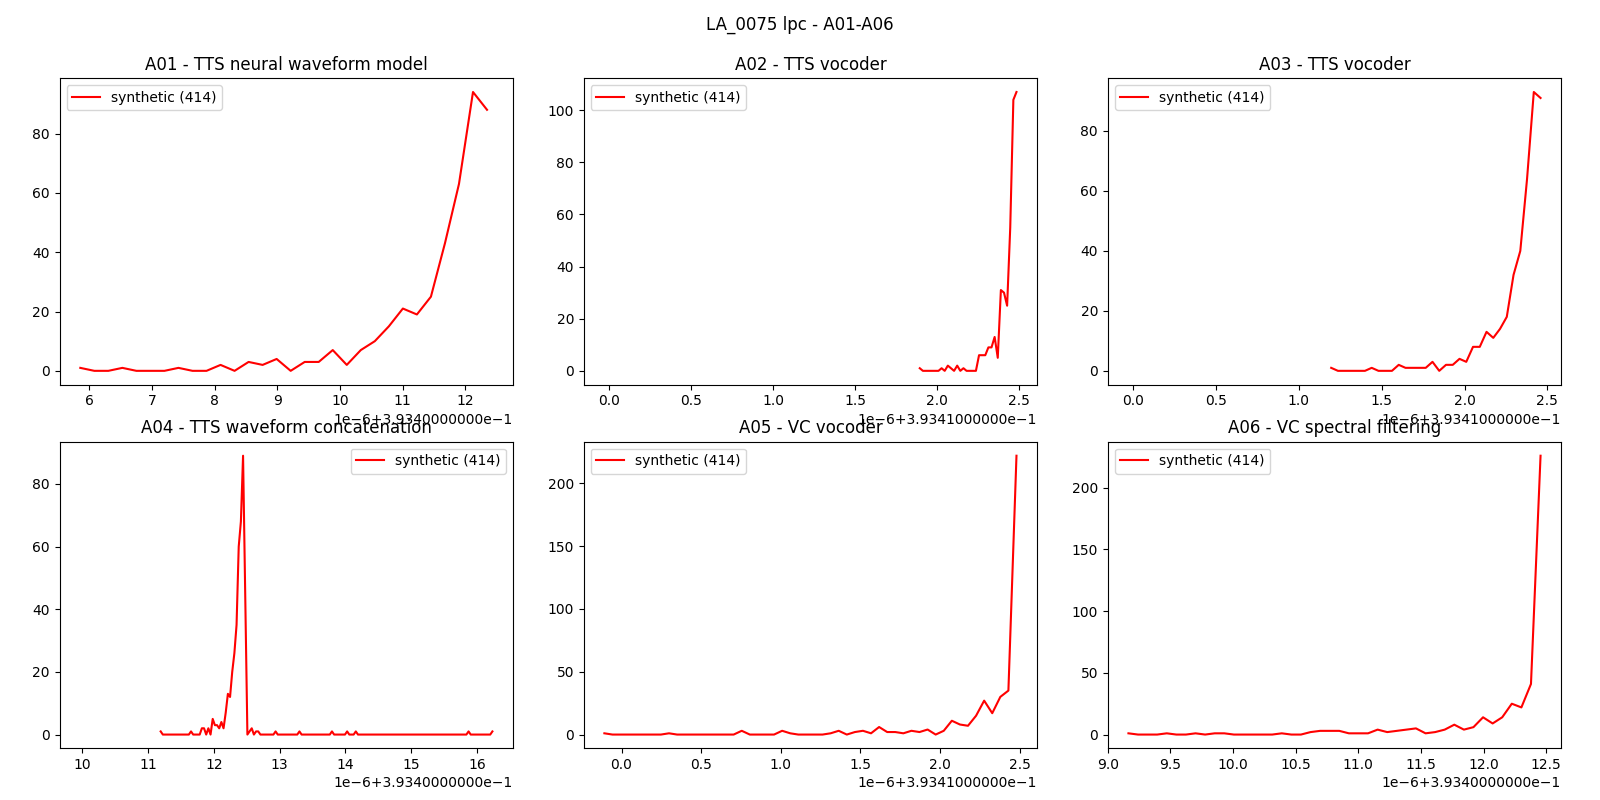 LA_0075 lpc - A01-A06
A01 - TTS neural waveform model
synthetic (414)
80
60
40
20
0
6 7 8 9 10 11 12
1e−6+3.9340000000e−1
A02 - TTS vocoder
synthetic (414)
100
80
60
40
20
0
0.0 0.5 1.0 1.5 2.0 2.5
1e−6+3.9341000000e−1
A03 - TTS vocoder
synthetic (414)
80
60
40
20
0
0.0 0.5 1.0 1.5 2.0 2.5
1e−6+3.9341000000e−1
A04 - TTS waveform concatenation
synthetic (414)
80
60
40
20
0
10 11 12 13 14 15 16
1e−6+3.9340000000e−1
A05 - VC vocoder
synthetic (414)
200
150
100
50
0
0.0 0.5 1.0 1.5 2.0 2.5
1e−6+3.9341000000e−1
A06 - VC spectral filtering
synthetic (414)
200
150
100
50
0
9.0 9.5 10.0 10.5 11.0 11.5 12.0 12.5
1e−6+3.9340000000e−1